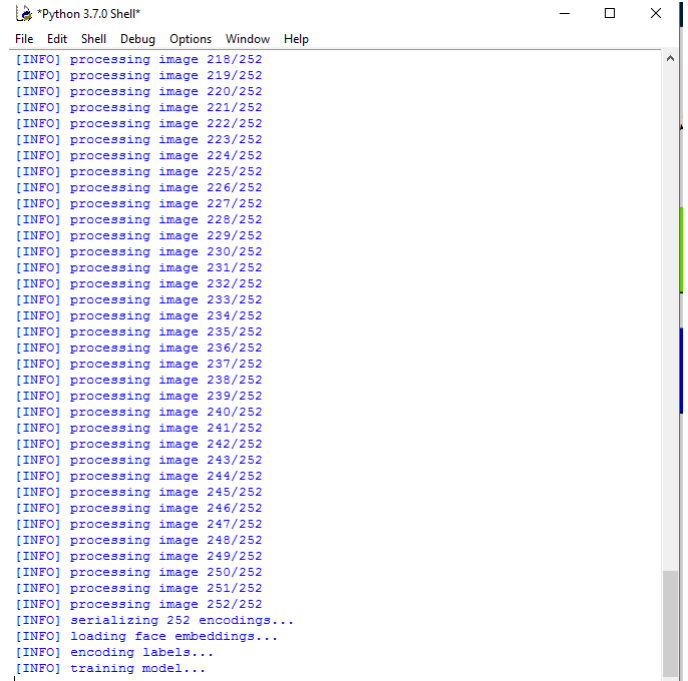 *Python 3.7.0 Shell*
File Edit Shell Debug Options Window Help
[INFO] processing image 218/252
[INFO] processing image 219/252
[INFO] processing image 220/252
[INFO] processing image 221/252
[INFO] processing image 222/252
[INFO] processing image 223/252
[INFO] processing image 224/252
[INFO] processing image 225/252
[INFO] processing image 226/252
[INFO] processing image 227/252
[INFO] processing image 228/252
[INFO] processing image 229/252
[INFO] processing image 230/252
[INFO] processing image 231/252
[INFO] processing image 232/252
[INFO] processing image 233/252
[INFO] processing image 234/252
[INFO] processing image 235/252
[INFO] processing image 236/252
[INFO] processing image 237/252
[INFO] processing image 238/252
[INFO] processing image 239/252
[INFO] processing image 240/252
[INFO] processing image 241/252
[INFO] processing image 242/252
[INFO] processing image 243/252
[INFO] processing image 244/252
[INFO] processing image 245/252
[INFO] processing image 246/252
[INFO] processing image 247/252
[INFO] processing image 248/252
[INFO] processing image 249/252
[INFO] processing image 250/252
[INFO] processing image 251/252
[INFO] processing image 252/252
[INFO] serializing 252 encodings...
[INFO] loading face embeddings...
[INFO] encoding labels...
[INFO] training model...